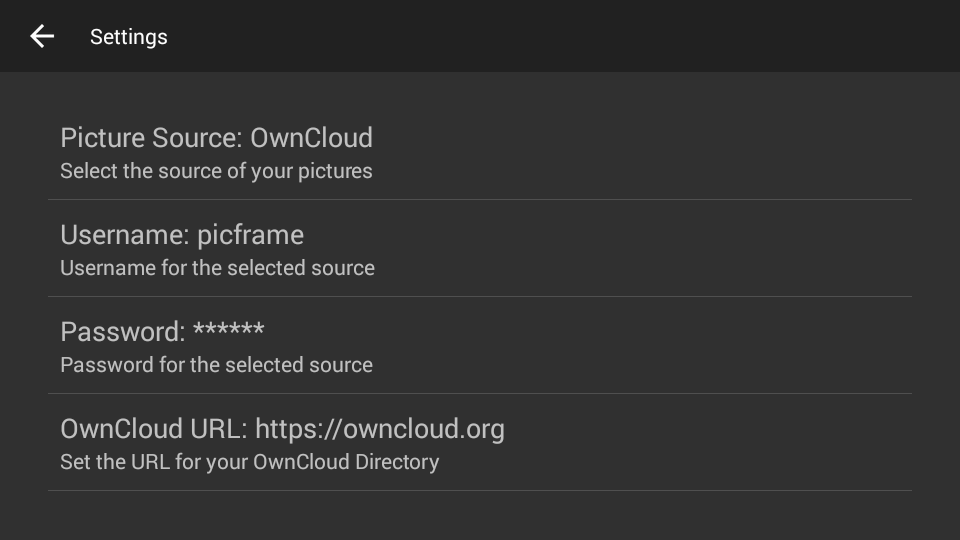 Settings
Picture Source: OwnCloud
Select the source of your pictures
Username: picframe
Username for the selected source
Password: ******
Password for the selected source
OwnCloud URL: https://owncloud.org
Set the URL for your OwnCloud Directory